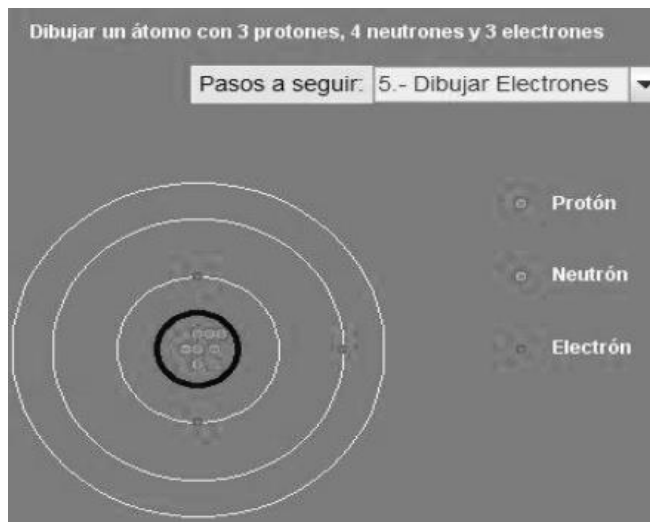 Dibujar un átomo con 3 protones, 4 neutrones y 3 electrones
Pasos a seguir: 5.- Dibujar Electrones
Protón
Neutrón
Electrón